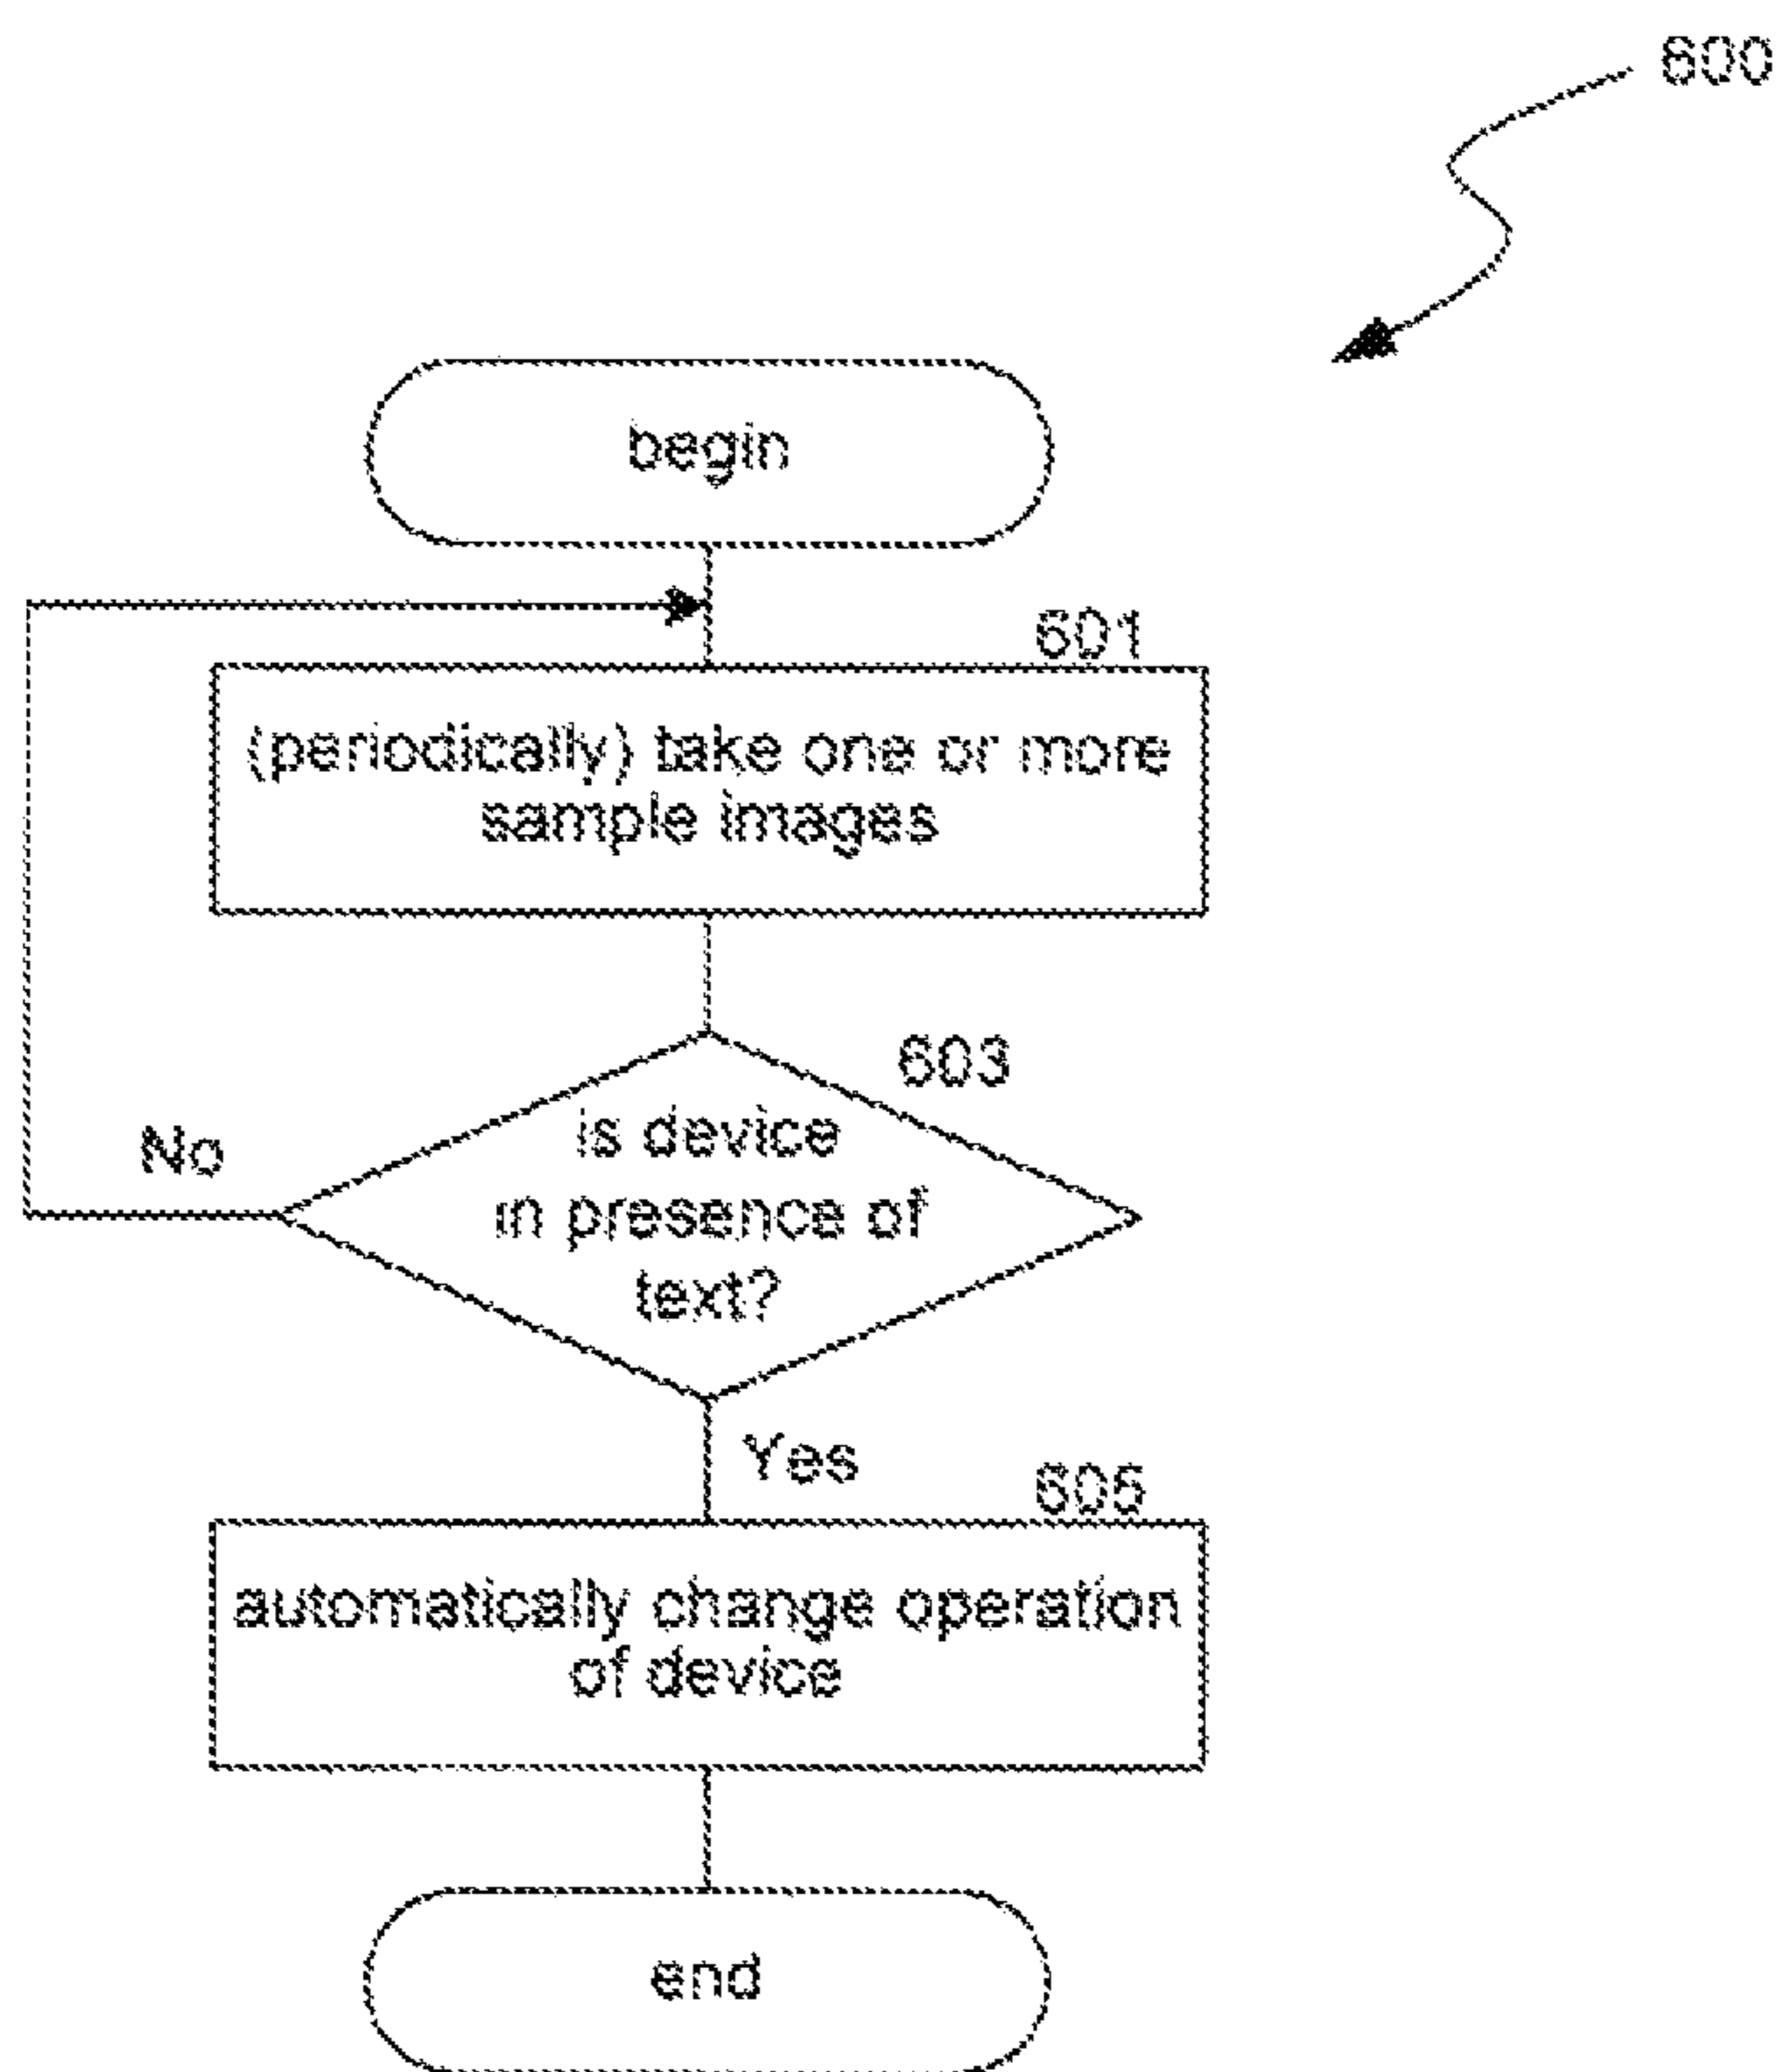 600
begin
601
(periodically) take one or more
sample images
603
is device
in presence of
text?
No
Yes
605
automatically change operation
of device
end